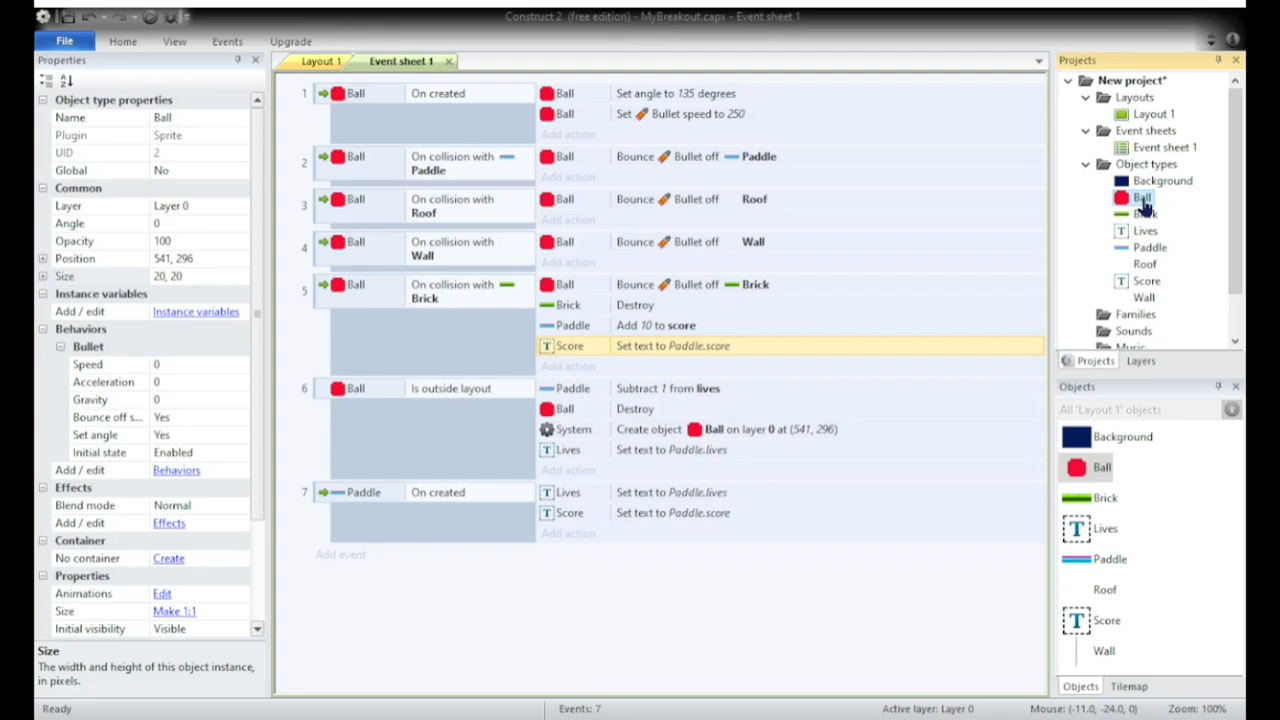 Construct 2 (free edition) - MyBreakout.capx - Event sheet 1
File Home View Events Upgrade
Properties
Object type properties
Name Ball
Plugin Sprite
UID 2
Global No
Common
Layer Layer 0
Angle 0
Opacity 100
Position 541, 296
Size 20, 20
Instance variables
Add / edit Instance variables
Behaviors
Bullet
Speed 0
Acceleration 0
Gravity 0
Bounce off s... Yes
Set angle Yes
Initial state Enabled
Add / edit Behaviors
Effects
Blend mode Normal
Add / edit Effects
Container
No container Create
Properties
Animations Edit
Size Make 1:1
Initial visibility Visible
Size
The width and height of this object instance,
in pixels.
Layout 1 Event sheet 1
1 Ball On created Ball Set angle to 135 degrees
Ball Set Bullet speed to 250
Add action
2 Ball On collision with Paddle Ball Bounce Bullet off Paddle
Add action
3 Ball On collision with Roof Ball Bounce Bullet off Roof
Add action
4 Ball On collision with Wall Ball Bounce Bullet off Wall
Add action
5 Ball On collision with Brick Ball Bounce Bullet off Brick
Brick Destroy
Paddle Add 10 to score
T Score Set text to Paddle.score
Add action
6 Ball Is outside layout Paddle Subtract 1 from lives
Ball Destroy
System Create object Ball on layer 0 at (541, 296)
T Lives Set text to Paddle.lives
Add action
7 Paddle On created T Lives Set text to Paddle.lives
T Score Set text to Paddle.score
Add action
Add event
Projects
New project*
Layouts
Layout 1
Event sheets
Event sheet 1
Object types
Background
Ball
Brick
T Lives
Paddle
Roof
T Score
Wall
Families
Sounds
Music
Projects Layers
Objects
All 'Layout 1' objects
Background
Ball
Brick
T Lives
Paddle
Roof
T Score
Wall
Objects Tilemap
Ready Events: 7 Active layer: Layer 0 Mouse: (-11.0, -24.0, 0) Zoom: 100%